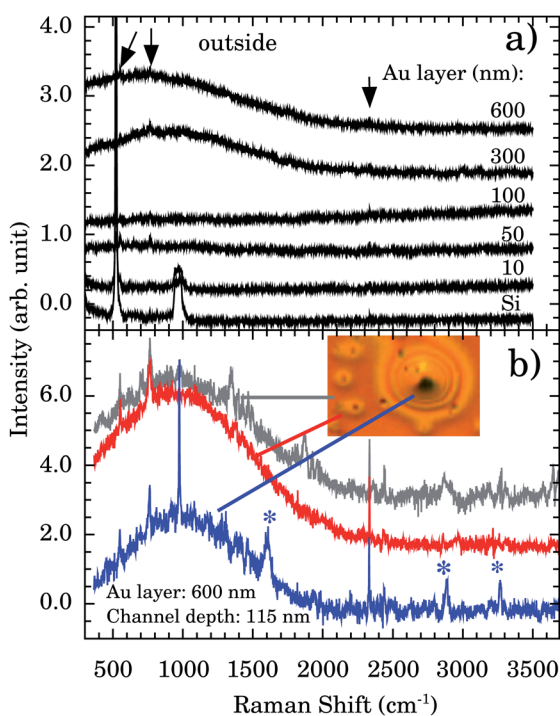 Intensity (arb. unit)
4.0
3.0
2.0
1.0
0.0
outside
a)
Au layer (nm):
600
300
100
50
10
Si
6.0
4.0
2.0
0.0
b)
*
*
*
Au layer: 600 nm
Channel depth: 115 nm
500 1000 1500 2000 2500 3000 3500
Raman Shift (cm⁻¹)